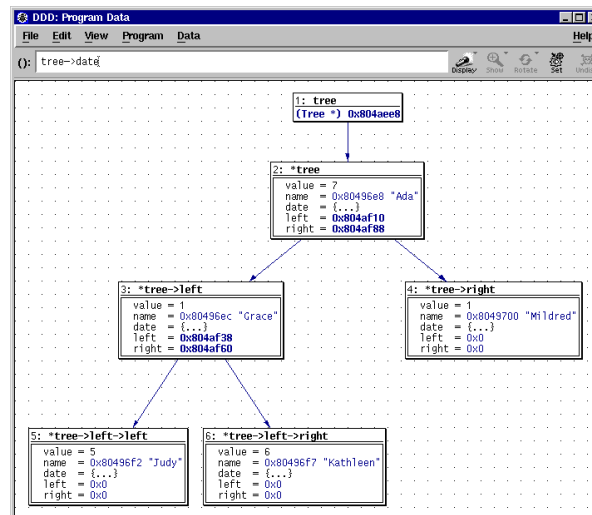 DDD: Program Data
File Edit View Program Data Help
(): tree->date
Display Show Rotate Set Undisp
1: tree
(Tree *) 0x804aee8
2: *tree
value = 7
name = 0x80496e8 "Ada"
date = {...}
left = 0x804af10
right = 0x804af88
3: *tree->left
value = 1
name = 0x80496ec "Grace"
date = {...}
left = 0x804af38
right = 0x804af60
4: *tree->right
value = 1
name = 0x8049700 "Mildred"
date = {...}
left = 0x0
right = 0x0
5: *tree->left->left
value = 5
name = 0x80496f2 "Judy"
date = {...}
left = 0x0
right = 0x0
6: *tree->left->right
value = 6
name = 0x80496f7 "Kathleen"
date = {...}
left = 0x0
right = 0x0